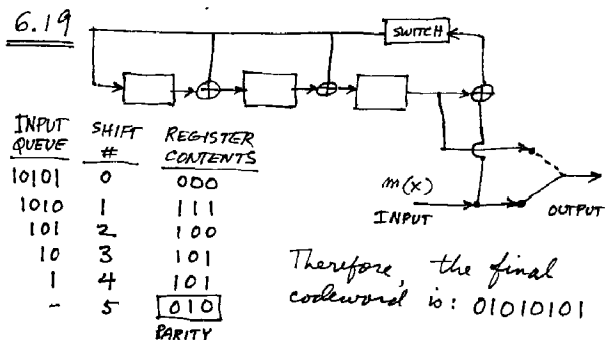 6.19
SWITCH
m(x)
INPUT
OUTPUT
INPUT QUEUE SHIFT # REGISTER CONTENTS
10101 0 000
1010 1 111
101 2 100
10 3 101
1 4 101
- 5 010
PARITY
Therefore, the final
codeword is: 01010101